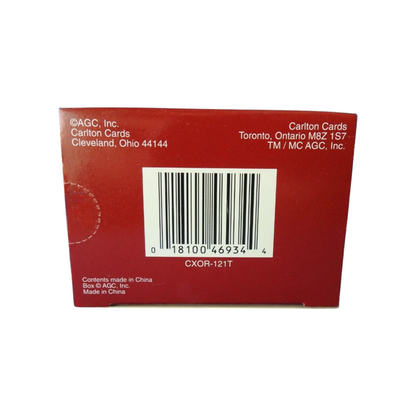 ©AGC, Inc.
Carlton Cards
Cleveland, Ohio 44144
Carlton Cards
Toronto, Ontario M8Z 1S7
TM / MC AGC, Inc.
0 18100 46934 4
CXOR-121T
Contents made in China
Box © AGC, Inc.
Made in China